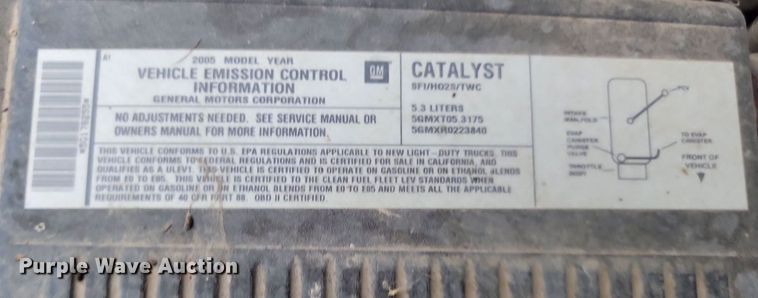 A1
2005 MODEL YEAR
VEHICLE EMISSION CONTROL
INFORMATION
GENERAL MOTORS CORPORATION
GM
NO ADJUSTMENTS NEEDED. SEE SERVICE MANUAL OR
OWNERS MANUAL FOR MORE INFORMATION.
CATALYST
SFI/HO2S/TWC
5.3 LITERS
5GMXT05.3175
5GMXR0223840
THIS VEHICLE CONFORMS TO U.S. EPA REGULATIONS APPLICABLE TO NEW LIGHT-DUTY TRUCKS. THIS
VEHICLE CONFORMS TO FEDERAL REGULATIONS AND IS CERTIFIED FOR SALE IN CALIFORNIA, AND
QUALIFIES AS A ULEV1. THIS VEHICLE IS CERTIFIED TO OPERATE ON GASOLINE OR ON ETHANOL BLENDS
FROM E0 TO E85. THIS VEHICLE IS CERTIFIED TO THE CLEAN FUEL FLEET LEV STANDARDS WHEN
OPERATED ON GASOLINE OR ON ETHANOL BLENDS FROM E0 TO E85 AND MEETS ALL THE APPLICABLE
REQUIREMENTS OF 40 CFR PART 88. OBD II CERTIFIED
PCV
INTAKE
MANIFOLD
EVAP
CANISTER
PURGE
VALVE
THROTTLE
BODY
TO EVAP
CANISTER
FRONT OF
VEHICLE
Purple Wave Auction